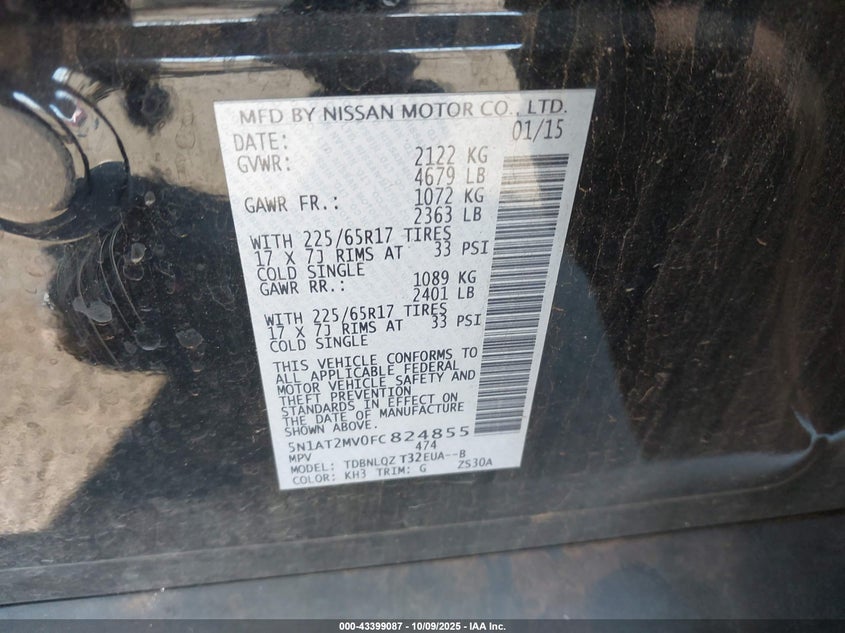 MFD BY NISSAN MOTOR CO., LTD.
DATE: 01/15
GVWR: 2122 KG
4679 LB
GAWR FR.: 1072 KG
2363 LB
WITH 225/65R17 TIRES
17 X 7J RIMS AT 33 PSI
COLD SINGLE
GAWR RR.: 1089 KG
2401 LB
WITH 225/65R17 TIRES
17 X 7J RIMS AT 33 PSI
COLD SINGLE
THIS VEHICLE CONFORMS TO
ALL APPLICABLE FEDERAL
MOTOR VEHICLE SAFETY AND
THEFT PREVENTION
STANDARDS IN EFFECT ON
THE DATE OF MANUFACTURE
SHOWN ABOVE.
5N1AT2MV0FC824855
MPV 474
MODEL: TDBNLQZ T32EUA--B
COLOR: KH3 TRIM: G ZS30A
000-43399087 - 10/09/2025 - IAA Inc.